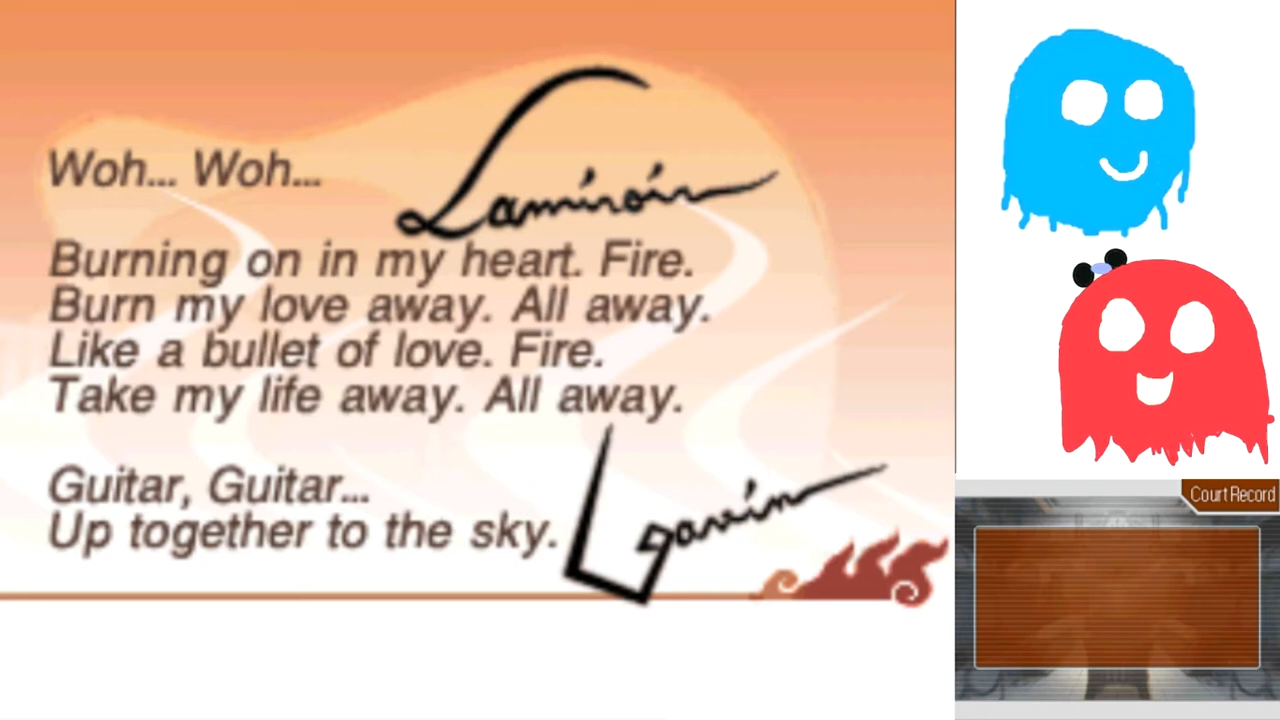 Woh... Woh...
Lamiroir
Burning on in my heart. Fire.
Burn my love away. All away.
Like a bullet of love. Fire.
Take my life away. All away.
Guitar, Guitar...
Up together to the sky.
gavin
Court Record